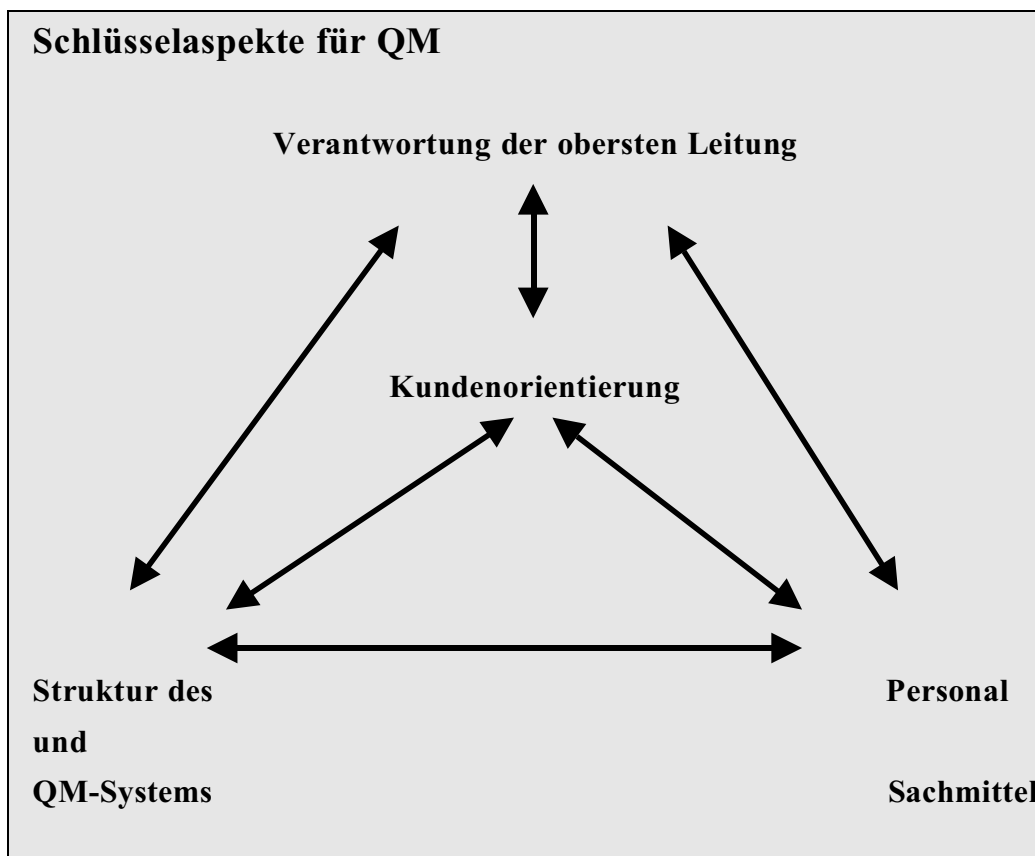 Schlüsselaspekte für QM
Verantwortung der obersten Leitung
Kundenorientierung
Struktur des Personal
und
QM-Systems Sachmittel